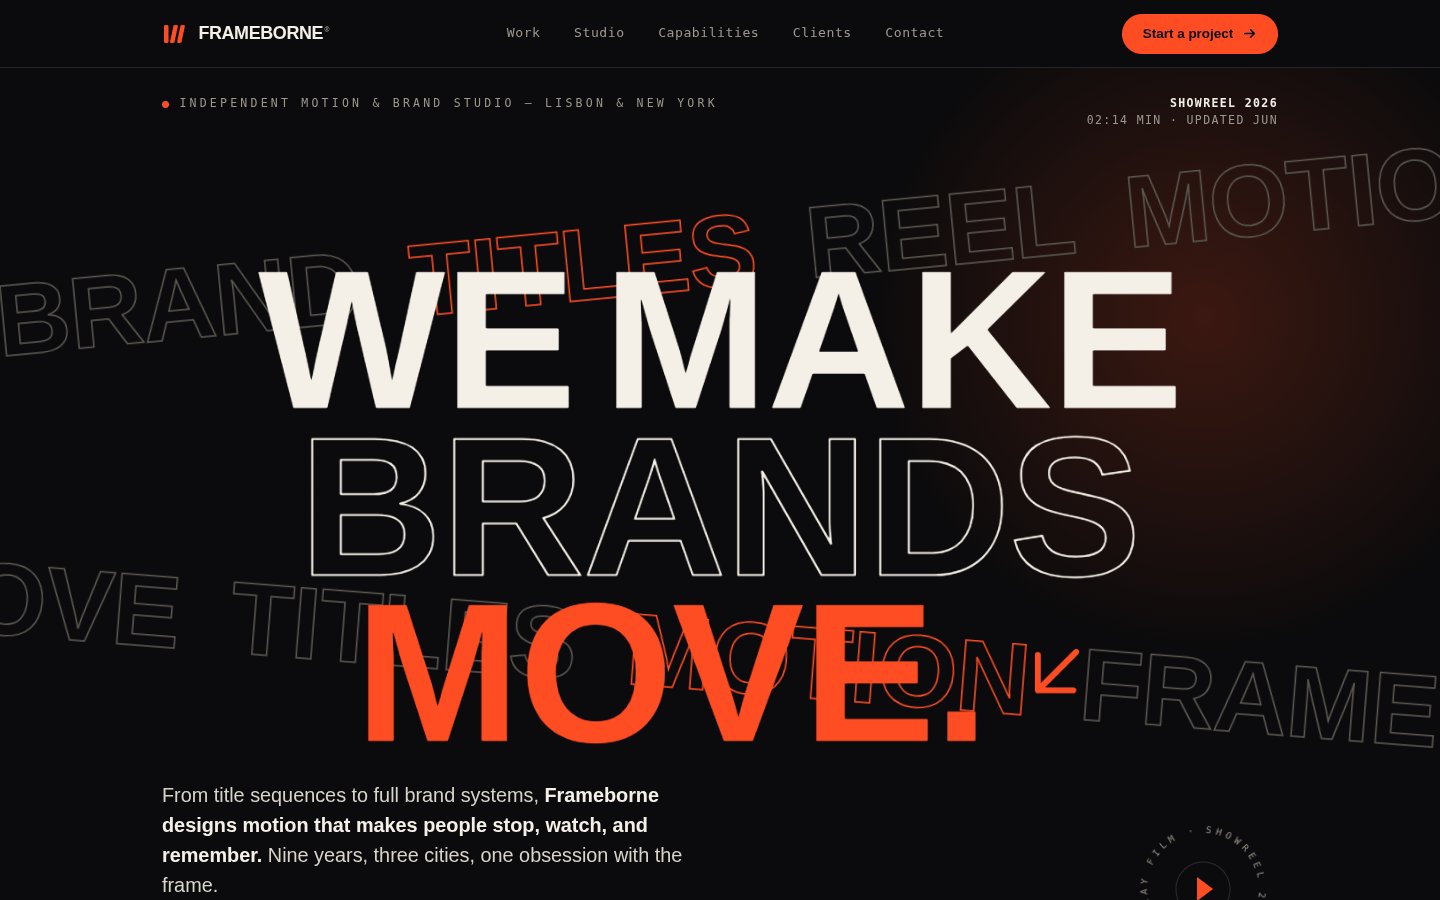 FRAMEBORNE®
Work Studio Capabilities Clients Contact
Start a project →
INDEPENDENT MOTION & BRAND STUDIO — LISBON & NEW YORK
SHOWREEL 2026
02:14 MIN · UPDATED JUN
BRAND TITLES REEL MOTIO
WE MAKE
BRANDS
OVE TITLES MOTION FRAME
MOVE.
From title sequences to full brand systems, Frameborne
designs motion that makes people stop, watch, and
remember. Nine years, three cities, one obsession with the
frame.
AY FILM · SHOWREEL 2